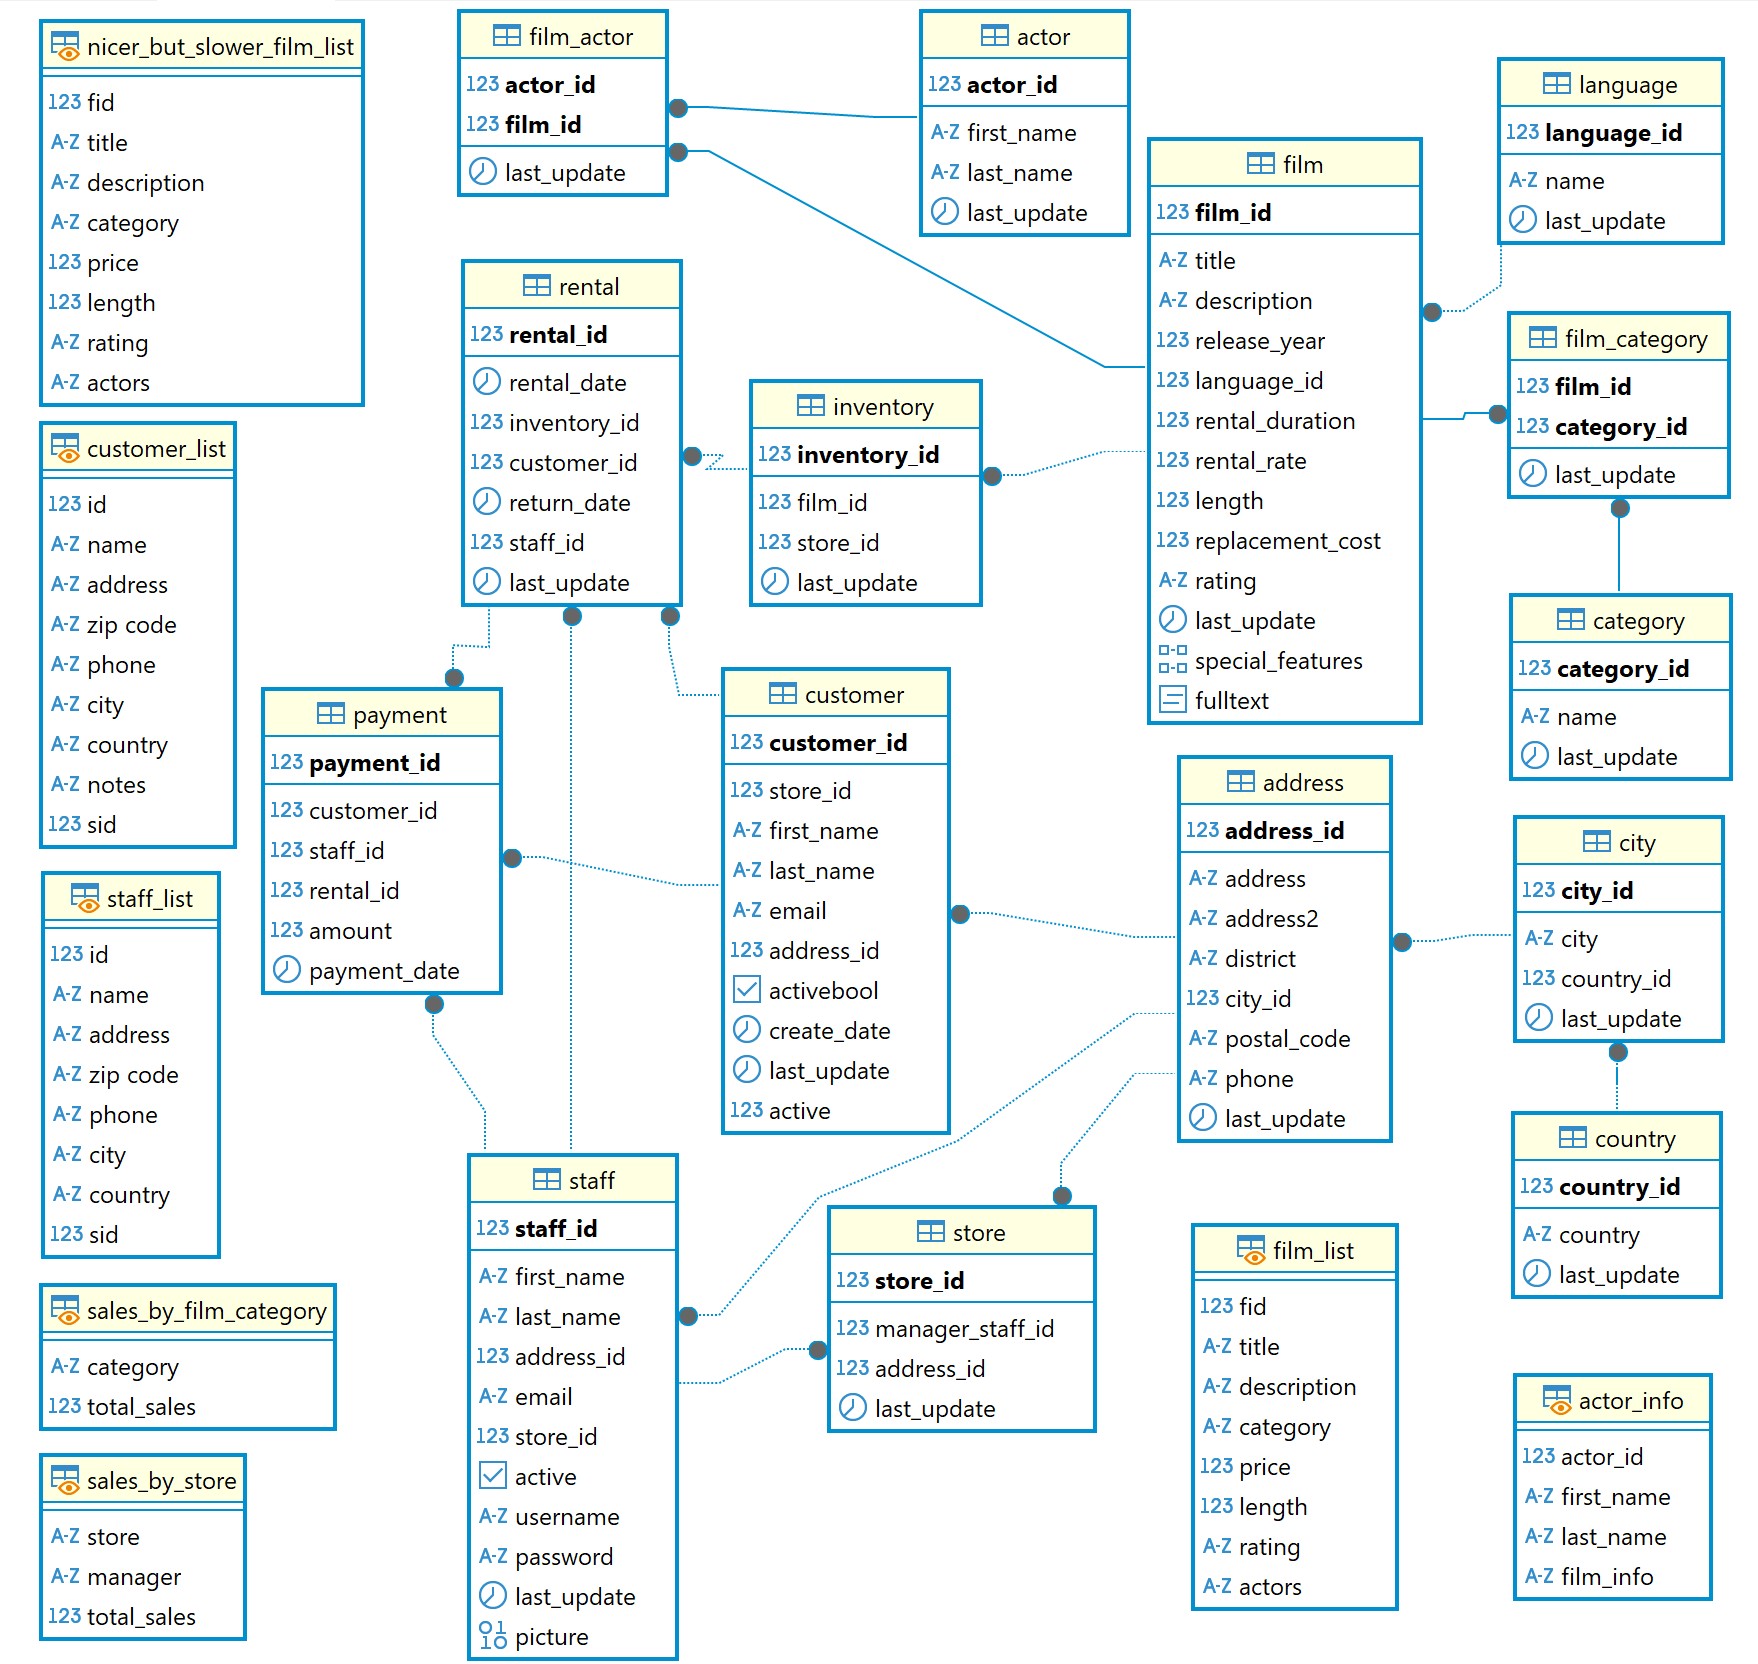 nicer_but_slower_film_list
123 fid
A-Z title
A-Z description
A-Z category
123 price
123 length
A-Z rating
A-Z actors
customer_list
123 id
A-Z name
A-Z address
A-Z zip code
A-Z phone
A-Z city
A-Z country
A-Z notes
123 sid
staff_list
123 id
A-Z name
A-Z address
A-Z zip code
A-Z phone
A-Z city
A-Z country
123 sid
sales_by_film_category
A-Z category
123 total_sales
sales_by_store
A-Z store
A-Z manager
123 total_sales
film_actor
123 actor_id
123 film_id
last_update
actor
123 actor_id
A-Z first_name
A-Z last_name
last_update
rental
123 rental_id
rental_date
123 inventory_id
123 customer_id
return_date
123 staff_id
last_update
inventory
123 inventory_id
123 film_id
123 store_id
last_update
payment
123 payment_id
123 customer_id
123 staff_id
123 rental_id
123 amount
payment_date
customer
123 customer_id
123 store_id
A-Z first_name
A-Z last_name
A-Z email
123 address_id
activebool
create_date
last_update
123 active
staff
123 staff_id
A-Z first_name
A-Z last_name
123 address_id
A-Z email
123 store_id
active
A-Z username
A-Z password
last_update
01
10 picture
store
123 store_id
123 manager_staff_id
123 address_id
last_update
film
123 film_id
A-Z title
A-Z description
123 release_year
123 language_id
123 rental_duration
123 rental_rate
123 length
123 replacement_cost
A-Z rating
last_update
special_features
fulltext
language
123 language_id
A-Z name
last_update
film_category
123 film_id
123 category_id
last_update
category
123 category_id
A-Z name
last_update
address
123 address_id
A-Z address
A-Z address2
A-Z district
123 city_id
A-Z postal_code
A-Z phone
last_update
city
123 city_id
A-Z city
123 country_id
last_update
country
123 country_id
A-Z country
last_update
film_list
123 fid
A-Z title
A-Z description
A-Z category
123 price
123 length
A-Z rating
A-Z actors
actor_info
123 actor_id
A-Z first_name
A-Z last_name
A-Z film_info